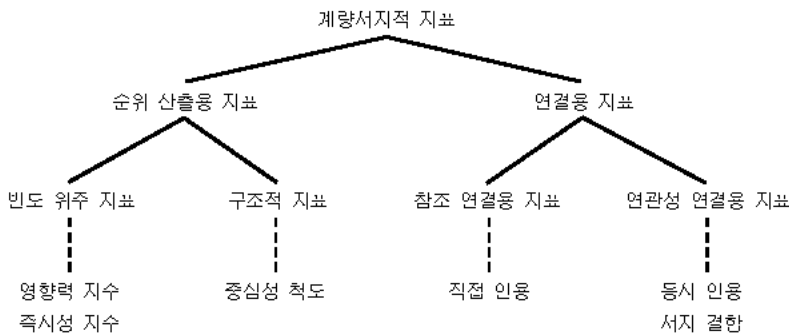 계량서지적 지표
순위 산출용 지표
연결용 지표
빈도 위주 지표
구조적 지표
참조 연결용 지표
연관성 연결용 지표
영향력 지수
즉시성 지수
중심성 척도
직접 인용
동시 인용
서지 결합